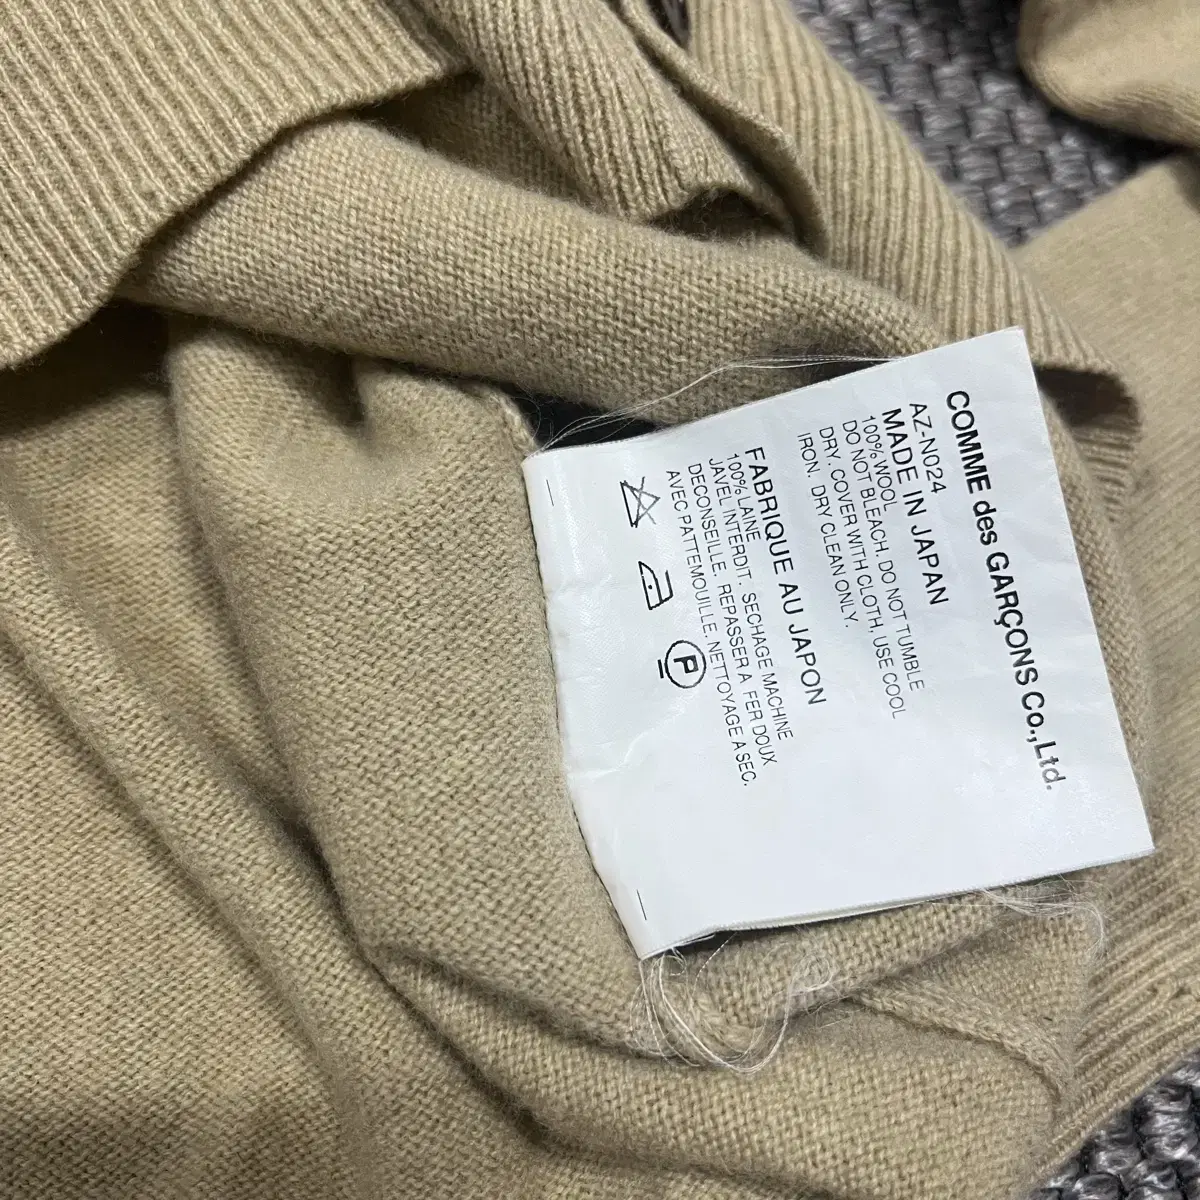 COMME des GARÇONS Co.,Ltd.
AZ-N024
MADE IN JAPAN
100% WOOL
DO NOT BLEACH. DO NOT TUMBLE
DRY. COVER WITH CLOTH, USE COOL
IRON. DRY CLEAN ONLY.
FABRIQUE AU JAPON
100% LAINE
JAVEL INTERDIT. SECHAGE MACHINE
DECONSEILLE. REPASSER A FER DOUX
AVEC PATTEMOUILLE. NETTOYAGE A SEC.
P